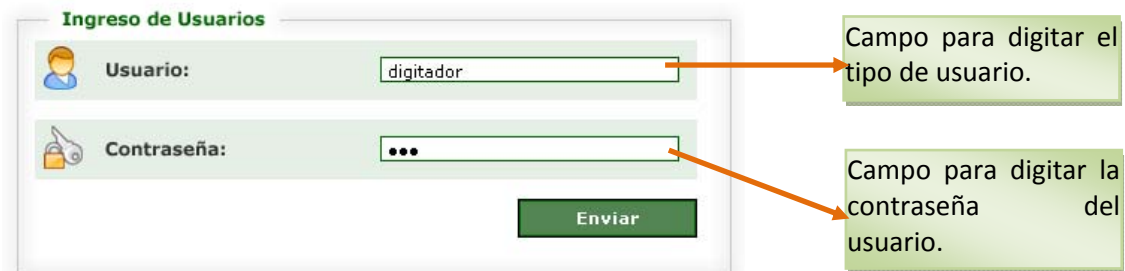 Ingreso de Usuarios
Usuario:
digitador
Campo para digitar el
tipo de usuario.
Contraseña:
•••
Campo para digitar la
contraseña del
usuario.
Enviar